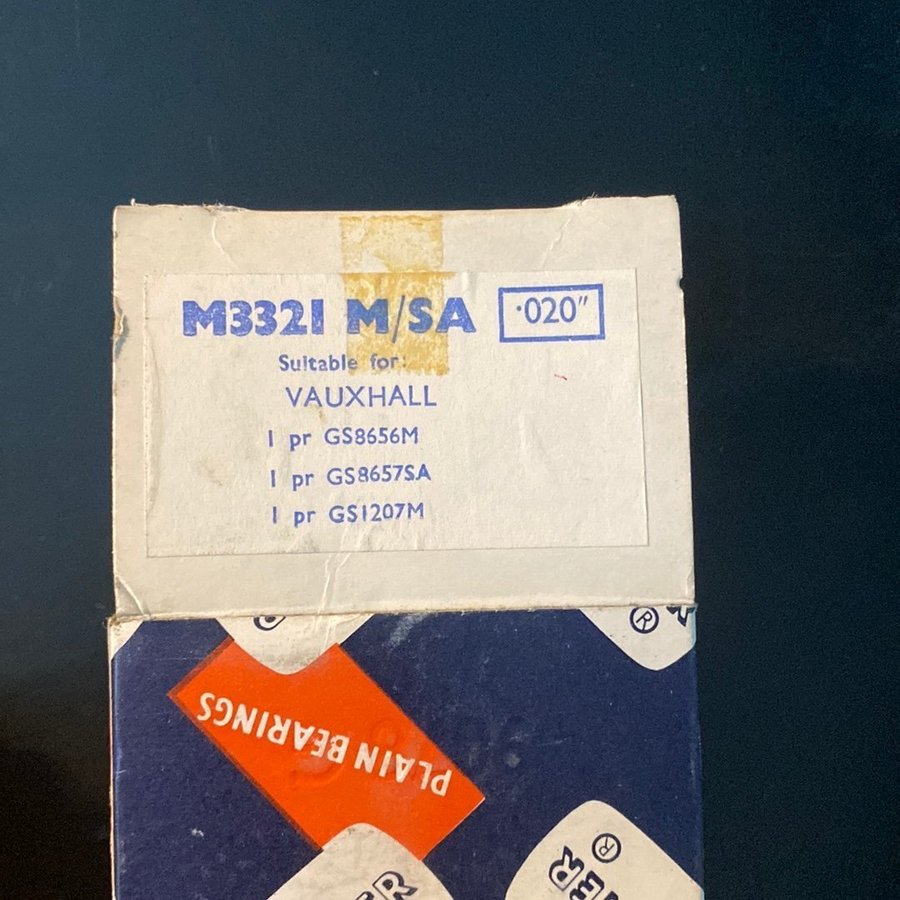 M3321 M/SA ·020"
Suitable for:
VAUXHALL
1 pr GS8656M
1 pr GS8657SA
1 pr GS1207M
®
®
PLAIN BEARINGS
®